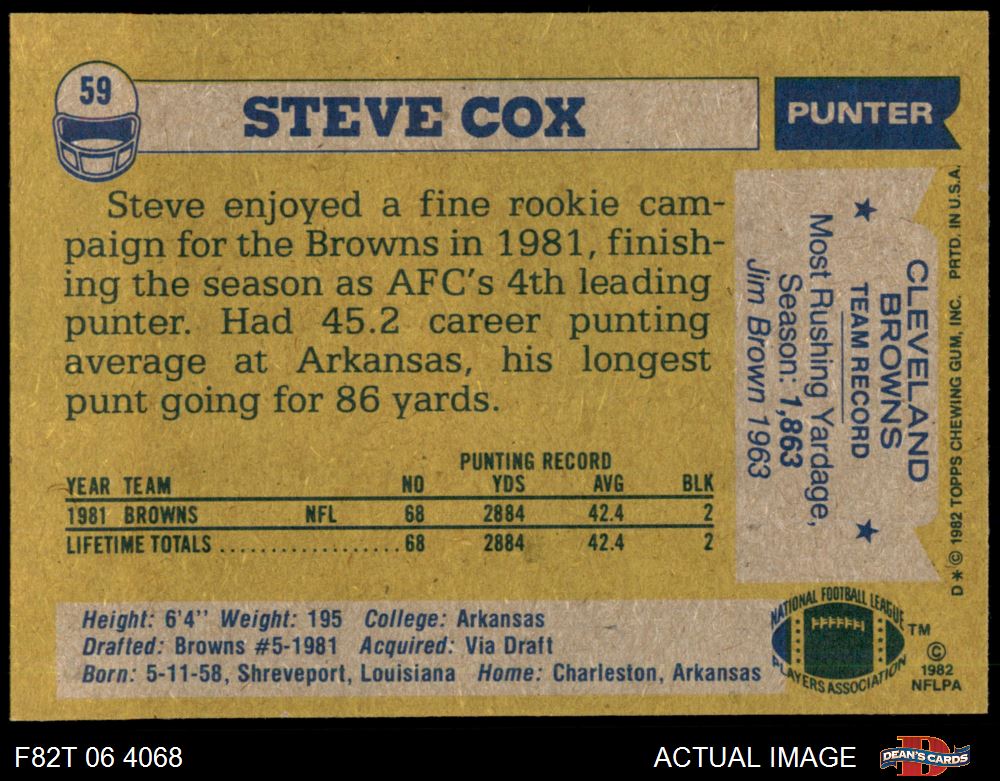 59
STEVE COX
PUNTER
Steve enjoyed a fine rookie cam-
paign for the Browns in 1981, finish-
ing the season as AFC's 4th leading
punter. Had 45.2 career punting
average at Arkansas, his longest
punt going for 86 yards.
PUNTING RECORD
YEAR TEAM NO YDS AVG BLK
1981 BROWNS NFL 68 2884 42.4 2
LIFETIME TOTALS .................. 68 2884 42.4 2
Height: 6'4'' Weight: 195 College: Arkansas
Drafted: Browns #5-1981 Acquired: Via Draft
Born: 5-11-58, Shreveport, Louisiana Home: Charleston, Arkansas
CLEVELAND
BROWNS
★ TEAM RECORD ★
Most Rushing Yardage,
Season: 1,863
Jim Brown 1963
D✶ © 1982 TOPPS CHEWING GUM, INC. PRTD. IN U.S.A.
NATIONAL FOOTBALL LEAGUE
PLAYERS ASSOCIATION
TM
©
1982
NFLPA
F82T 06 4068
ACTUAL IMAGE
D
DEAN'S CARDS